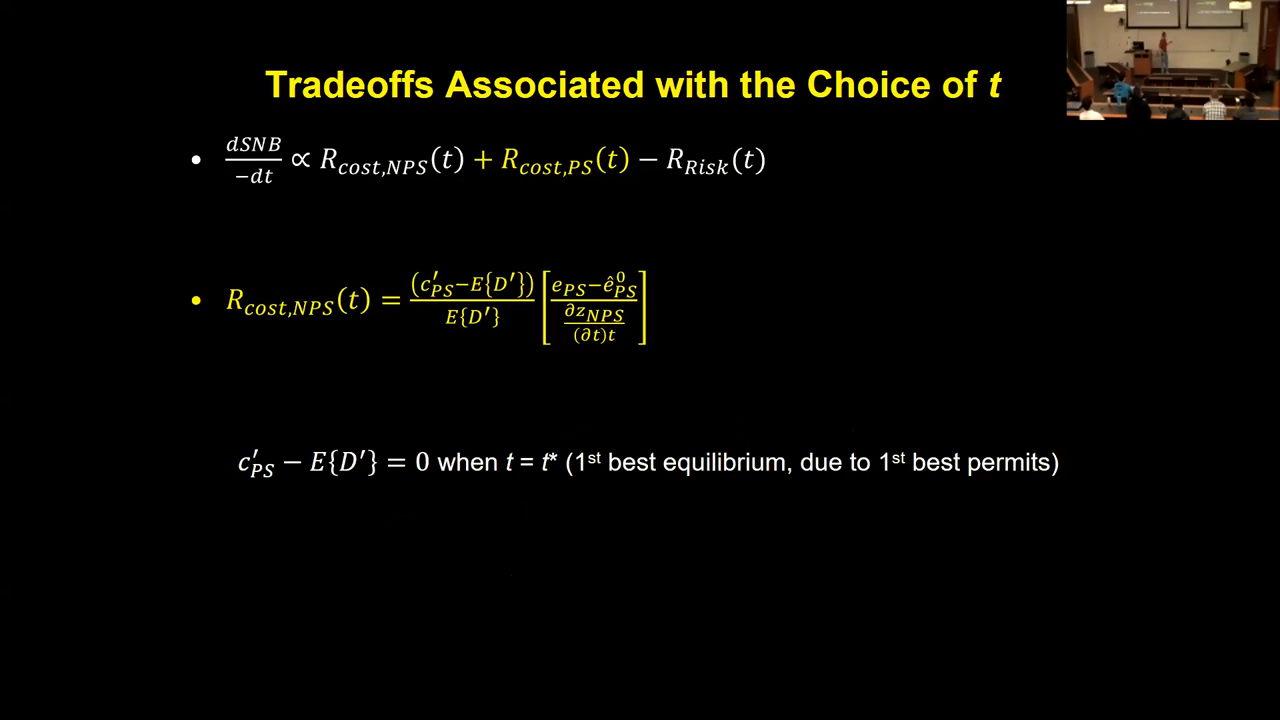 Tradeoffs Associated with the Choice of t
• dSNB/−dt ∝ R_cost,NPS(t) + R_cost,PS(t) − R_Risk(t)
• R_cost,NPS(t) = (c′_PS−E{D′})/E{D′} [(e_PS−ê⁰_PS)/(∂z_NPS/(∂t)t)]
c′_PS − E{D′} = 0 when t = t* (1st best equilibrium, due to 1st best permits)